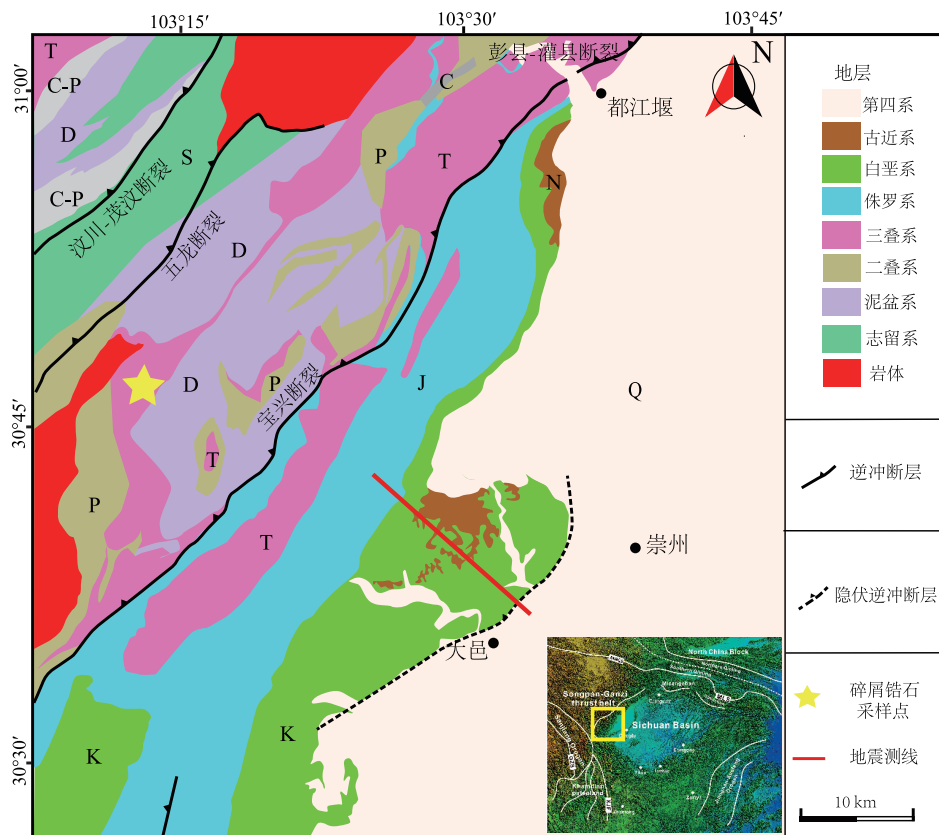 103°15′
103°30′
103°45′
31°00′
30°45′
30°30′
T
C-P
D
C-P
S
汶川-茂汶断裂
五龙断裂
D
P
C
T
彭县-灌县断裂
都江堰
N
N
D
P
宝兴断裂
J
Q
T
P
T
崇州
大邑
K
K
North China Block
Songpan-Ganzi
thrust belt
Sichuan Basin
地层
第四系
古近系
白垩系
侏罗系
三叠系
二叠系
泥盆系
志留系
岩体
逆冲断层
隐伏逆冲断层
碎屑锆石
采样点
地震测线
10 km